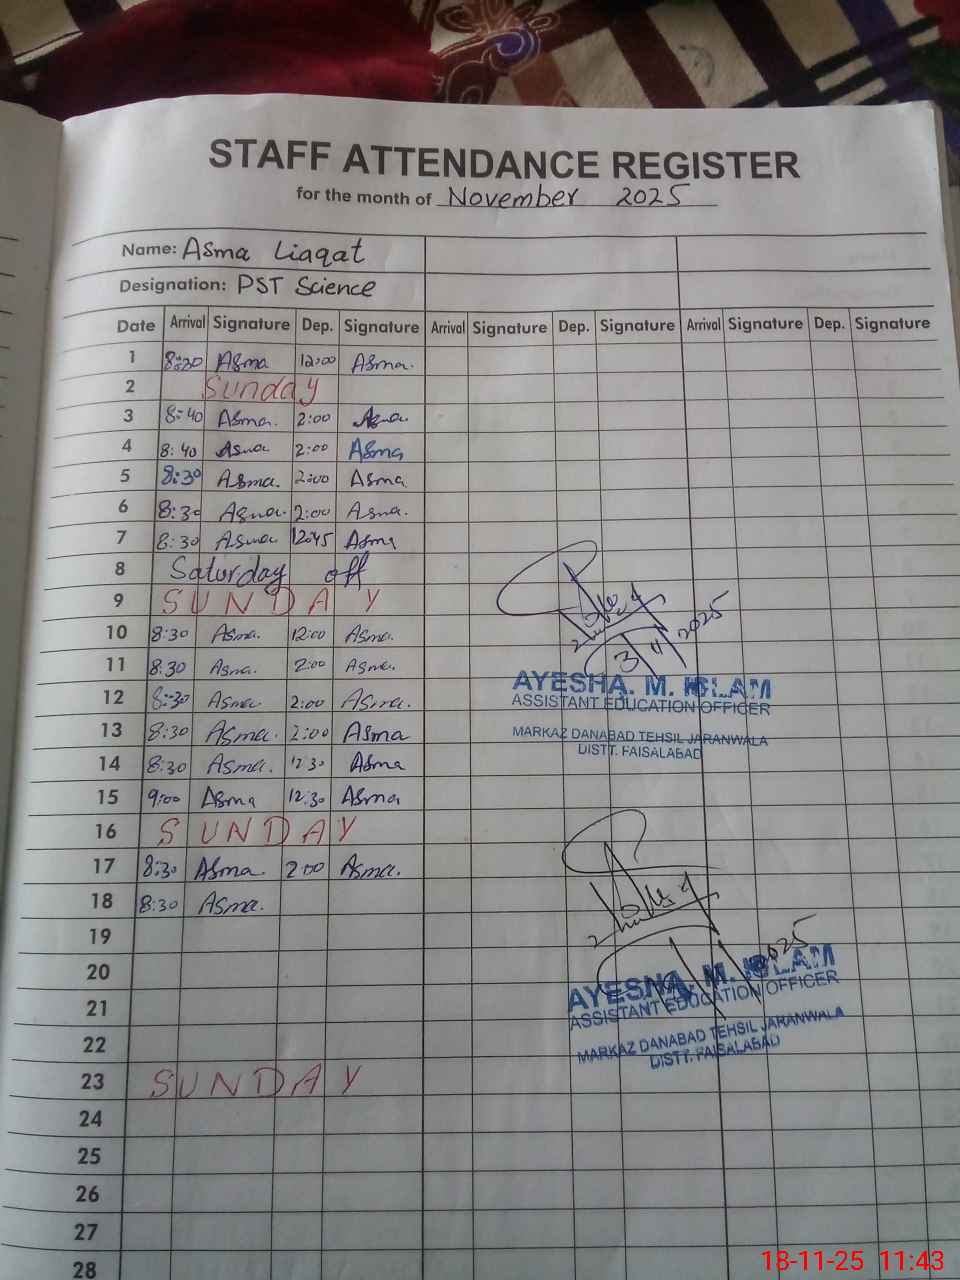 STAFF ATTENDANCE REGISTER
for the month of November 2025
Name: Asma Liaqat
Designation: PST Science
Date Arrival Signature Dep. Signature Arrival Signature Dep. Signature Arrival Signature Dep. Signature
1 8:30 Asma 12:00 Asma.
2 Sunday
3 8:40 Asma. 2:00 Asma
4 8:40 Asma 2:00 Asma
5 8:30 Asma. 2:00 Asma
6 8:30 Asma. 2:00 Asma.
7 8:30 Asma 12:45 Asma
8 Saturday off
9 SUNDAY
10 8:30 Asma. 12:00 Asma.
11 8:30 Asma. 2:00 Asma.
12 8:30 Asma. 2:00 Asma.
13 8:30 Asma. 2:00 Asma
14 8:30 Asma. 12:30 Asma
15 9:00 Asma 12:30 Asma
16 SUNDAY
17 8:30 Asma. 2:00 Asma.
18 8:30 Asma.
19
20
21
22
23 SUNDAY
24
25
26
27
28
2025
AYESHA. M. ISLAM
ASSISTANT EDUCATION OFFICER
MARKAZ DANABAD TEHSIL JARANWALA
DISTT. FAISALABAD
2025
AYESHA. M. ISLAM
ASSISTANT EDUCATION OFFICER
MARKAZ DANABAD TEHSIL JARANWALA
DISTT. FAISALABAD
18-11-25 11:43